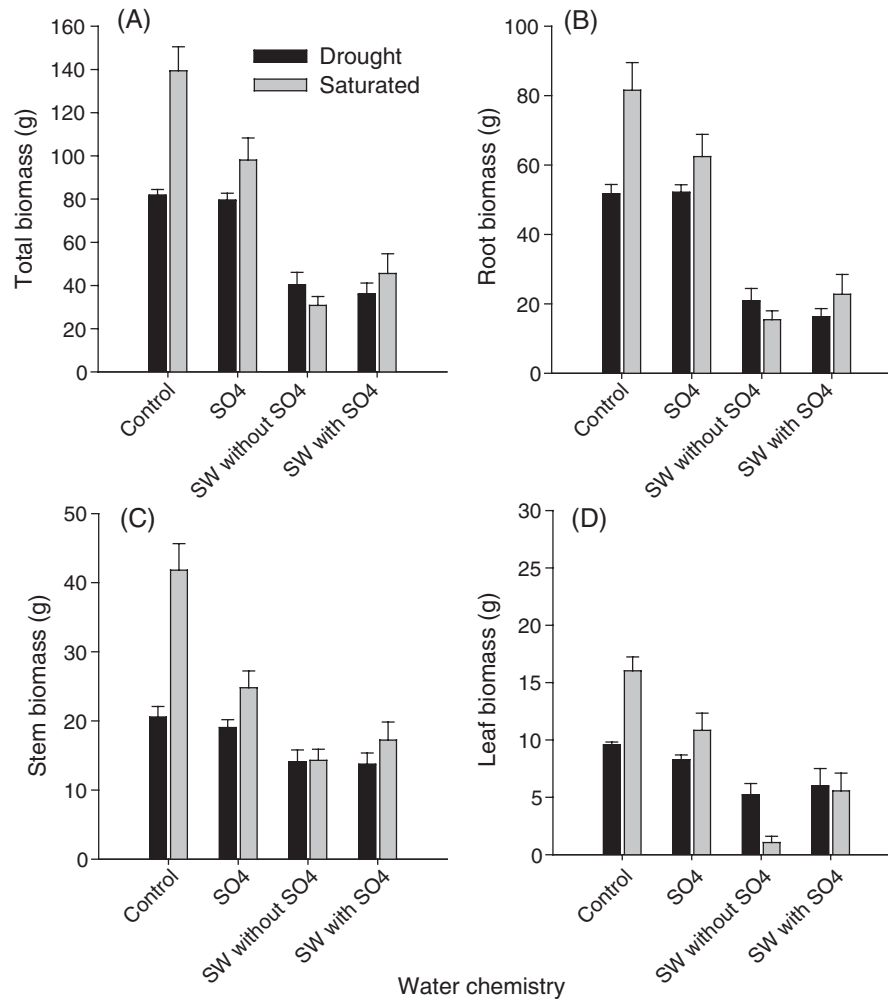 (A)
Drought
Saturated
Total biomass (g)
160
140
120
100
80
60
40
20
0
Control
SO4
SW without SO4
SW with SO4
(B)
Root biomass (g)
100
80
60
40
20
0
Control
SO4
SW without SO4
SW with SO4
(C)
Stem biomass (g)
50
40
30
20
10
0
Control
SO4
SW without SO4
SW with SO4
(D)
Leaf biomass (g)
30
25
20
15
10
5
0
Control
SO4
SW without SO4
SW with SO4
Water chemistry